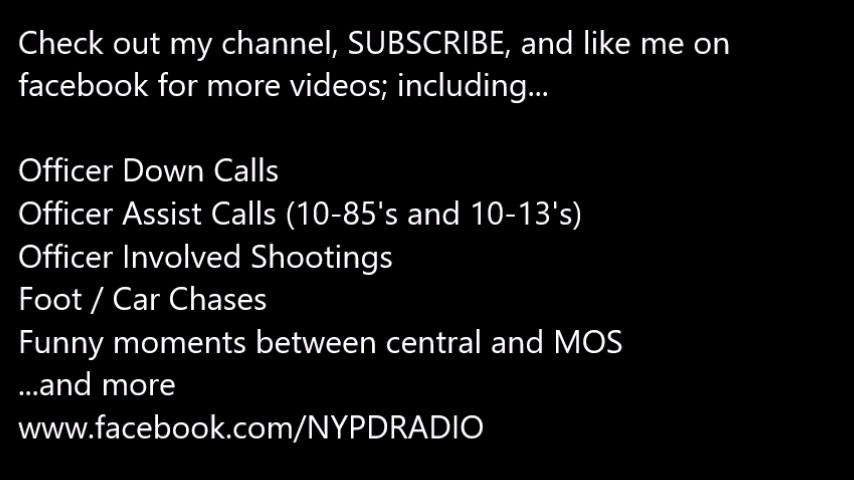 Check out my channel, SUBSCRIBE, and like me on
facebook for more videos; including...
Officer Down Calls
Officer Assist Calls (10-85's and 10-13's)
Officer Involved Shootings
Foot / Car Chases
Funny moments between central and MOS
...and more
www.facebook.com/NYPDRADIO